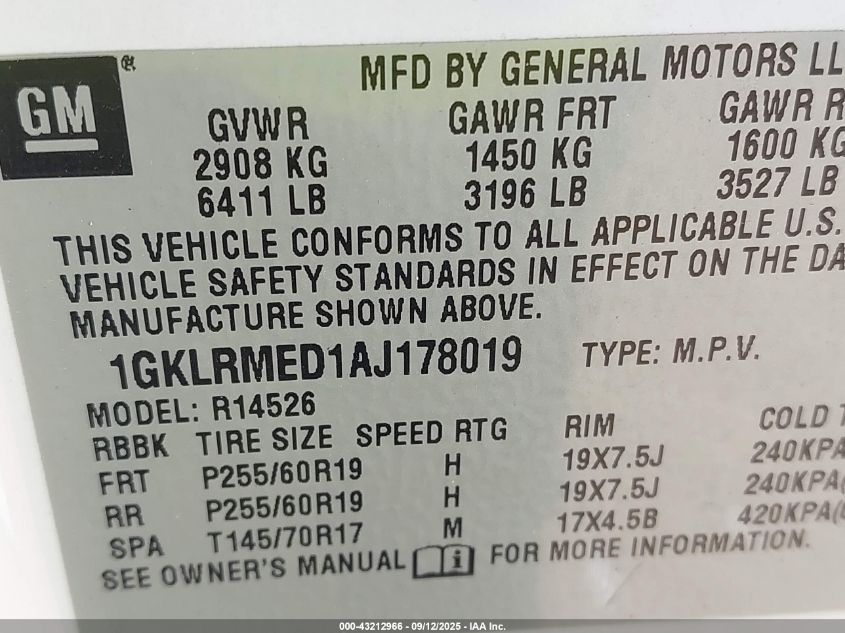 GM ®
MFD BY GENERAL MOTORS LL
GVWR GAWR FRT GAWR R
2908 KG 1450 KG 1600 KG
6411 LB 3196 LB 3527 LB
THIS VEHICLE CONFORMS TO ALL APPLICABLE U.S.
VEHICLE SAFETY STANDARDS IN EFFECT ON THE DA
MANUFACTURE SHOWN ABOVE.
1GKLRMED1AJ178019 TYPE: M.P.V.
MODEL: R14526
RBBK TIRE SIZE SPEED RTG RIM COLD T
FRT P255/60R19 H 19X7.5J 240KPA
RR P255/60R19 H 19X7.5J 240KPA(
SPA T145/70R17 M 17X4.5B 420KPA(
SEE OWNER'S MANUAL i FOR MORE INFORMATION.
000-43212966 - 09/12/2025 - IAA Inc.